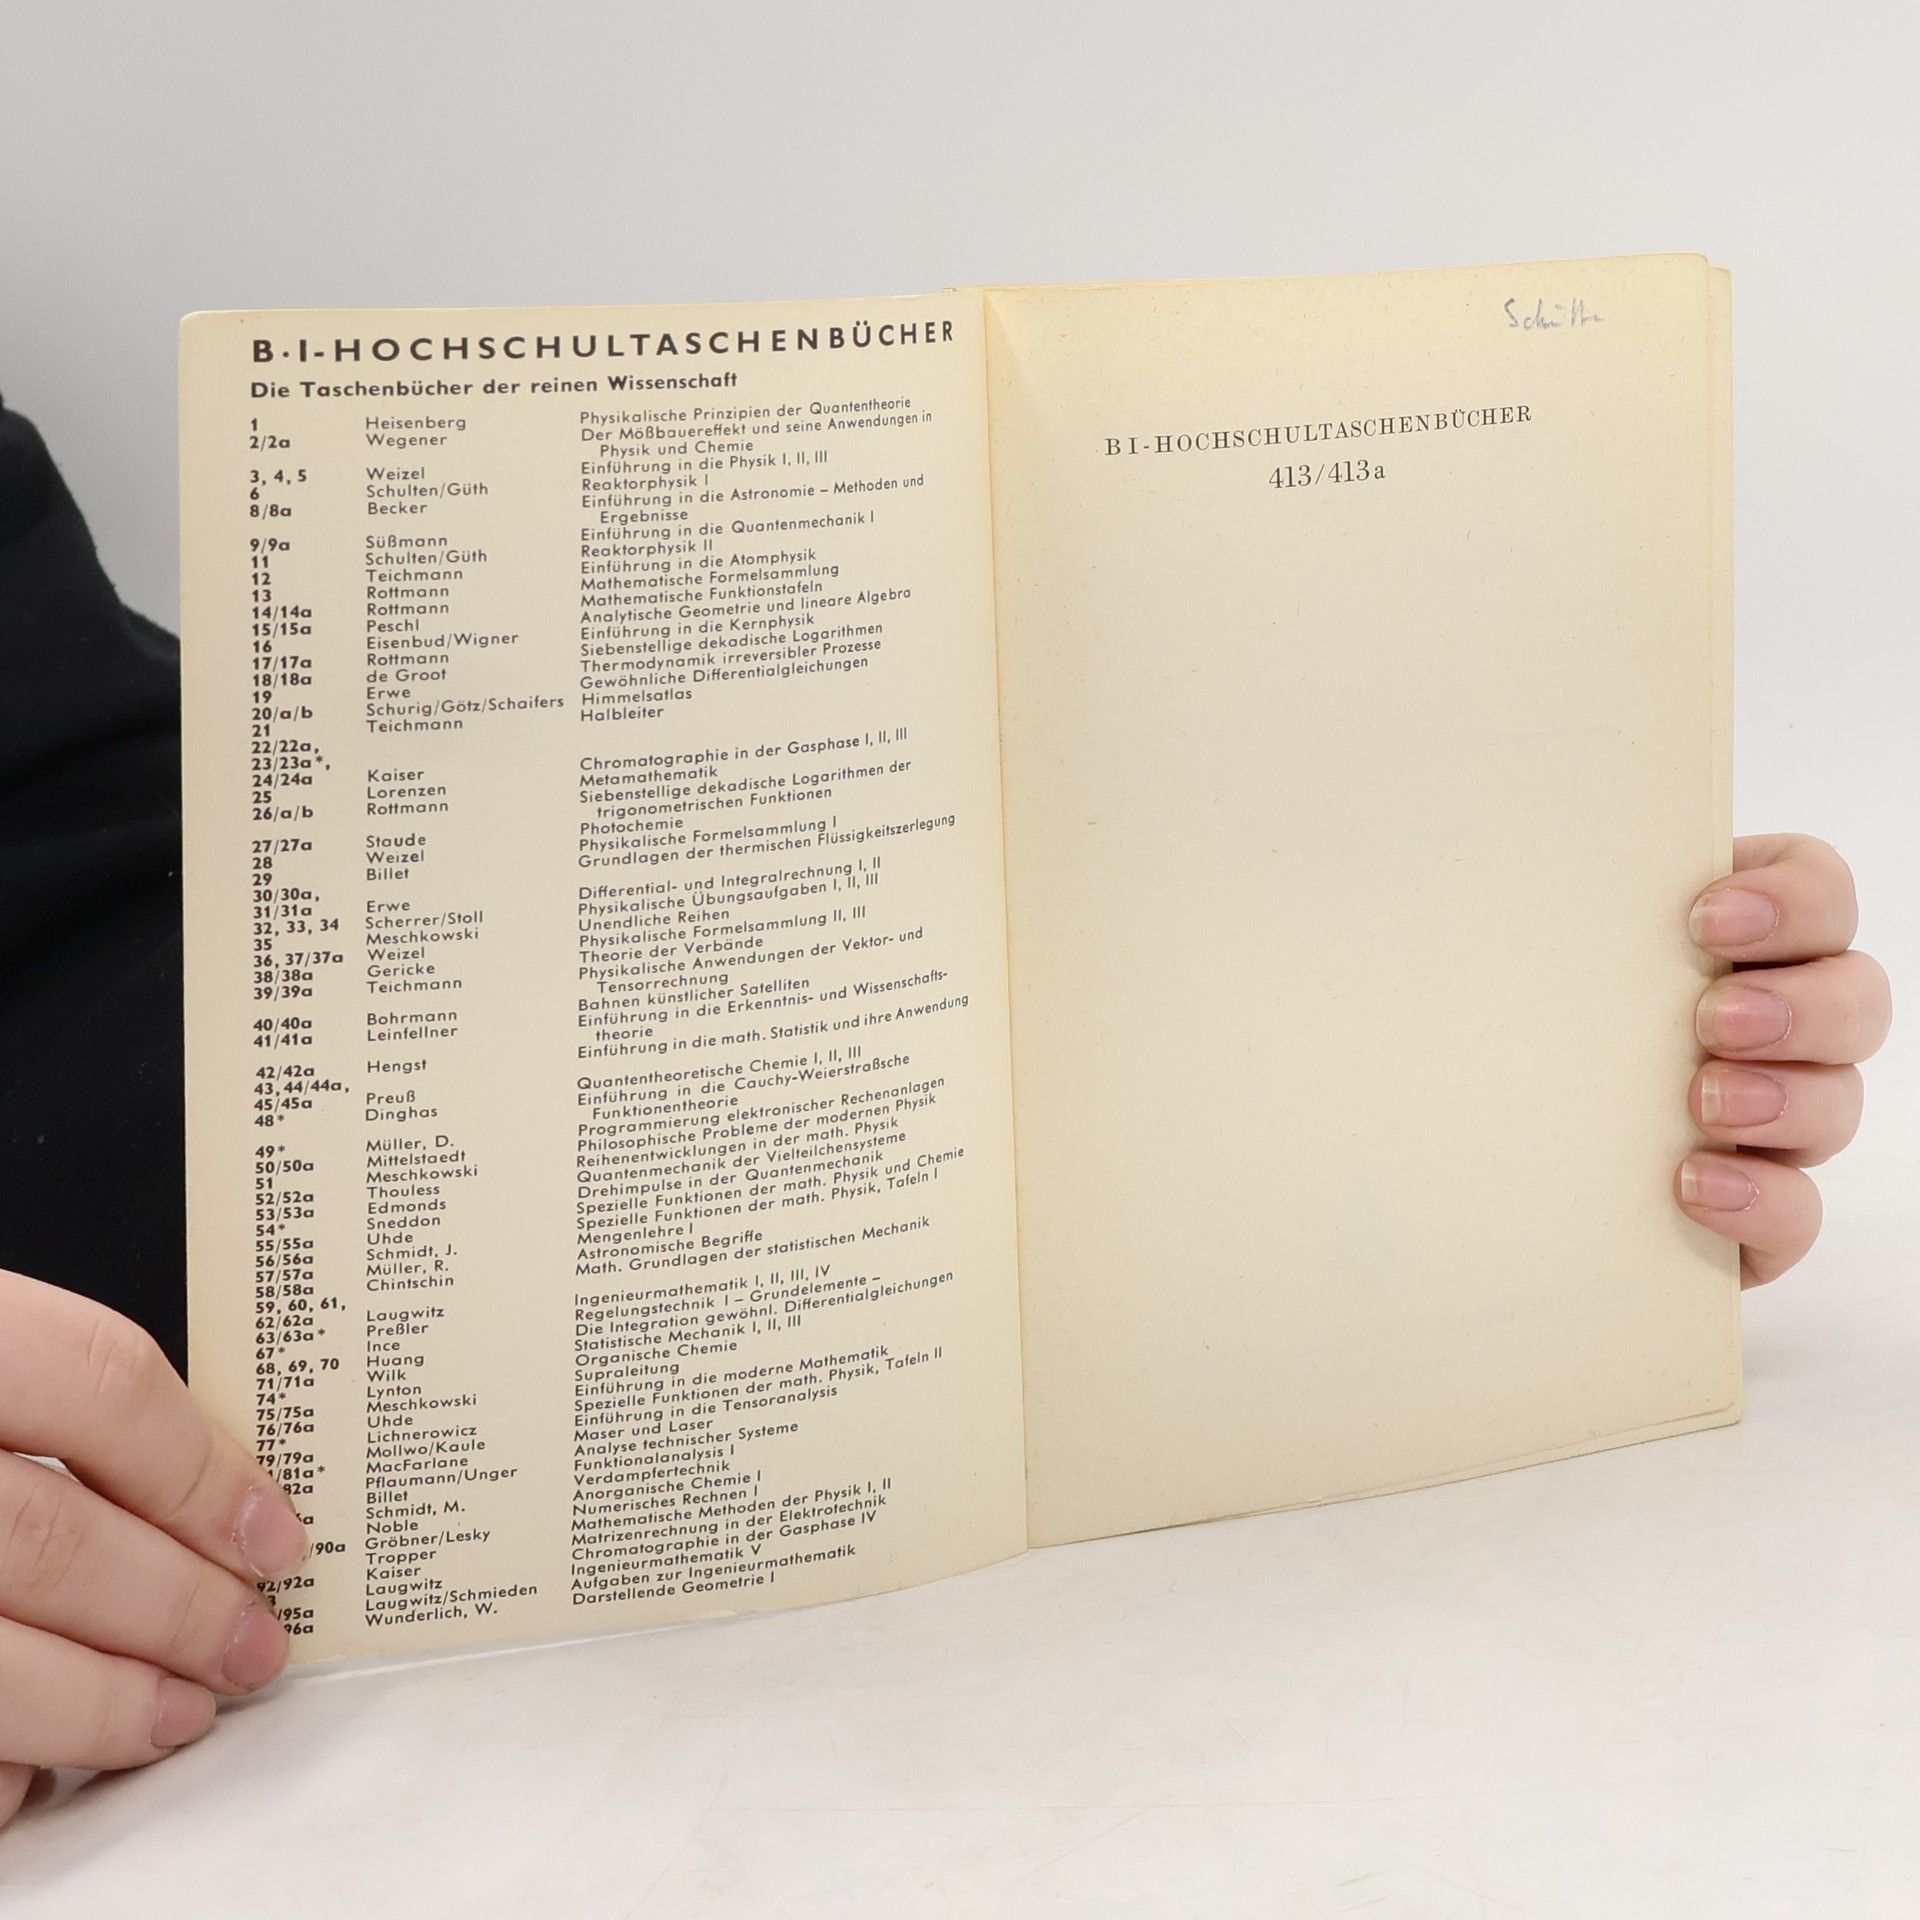 B·I-HOCHSCHULTASCHENBÜCHER
Die Taschenbücher der reinen Wissenschaft
1 Heisenberg Physikalische Prinzipien der Quantentheorie
2/2a Wegener Der Mößbauereffekt und seine Anwendungen in
Physik und Chemie
3, 4, 5 Weizel Einführung in die Physik I, II, III
6 Schulten/Güth Reaktorphysik I
8/8a Becker Einführung in die Astronomie – Methoden und
Ergebnisse
9/9a Süßmann Einführung in die Quantenmechanik I
11 Schulten/Güth Reaktorphysik II
12 Teichmann Einführung in die Atomphysik
13 Rottmann Mathematische Formelsammlung
14/14a Rottmann Mathematische Funktionstafeln
15/15a Peschl Analytische Geometrie und lineare Algebra
16 Eisenbud/Wigner Einführung in die Kernphysik
17/17a Rottmann Siebenstellige dekadische Logarithmen
18/18a de Groot Thermodynamik irreversibler Prozesse
19 Erwe Gewöhnliche Differentialgleichungen
20/a/b Schurig/Götz/Schaifers Himmelsatlas
21 Teichmann Halbleiter
22/22a,
23/23a*,
24/24a Kaiser Chromatographie in der Gasphase I, II, III
25 Lorenzen Metamathematik
26/a/b Rottmann Siebenstellige dekadische Logarithmen der
trigonometrischen Funktionen
27/27a Staude Photochemie
28 Weizel Physikalische Formelsammlung I
29 Billet Grundlagen der thermischen Flüssigkeitszerlegung
30/30a,
31/31a Erwe Differential- und Integralrechnung I, II
32, 33, 34 Scherrer/Stoll Physikalische Übungsaufgaben I, II, III
35 Meschkowski Unendliche Reihen
36, 37/37a Weizel Physikalische Formelsammlung II, III
38/38a Gericke Theorie der Verbände
39/39a Teichmann Physikalische Anwendungen der Vektor- und
Tensorrechnung
40/40a Bohrmann Bahnen künstlicher Satelliten
41/41a Leinfellner Einführung in die Erkenntnis- und Wissenschafts-
theorie
42/42a Hengst Einführung in die math. Statistik und ihre Anwendung
43, 44/44a,
45/45a Preuß Quantentheoretische Chemie I, II, III
48* Dinghas Einführung in die Cauchy-Weierstraßsche
Funktionentheorie
49* Müller, D. Programmierung elektronischer Rechenanlagen
50/50a Mittelstaedt Philosophische Probleme der modernen Physik
51 Meschkowski Reihenentwicklungen in der math. Physik
52/52a Thouless Quantenmechanik der Vielteilchensysteme
53/53a Edmonds Drehimpulse in der Quantenmechanik
54* Sneddon Spezielle Funktionen der math. Physik und Chemie
55/55a Uhde Spezielle Funktionen der math. Physik, Tafeln I
56/56a Schmidt, J. Mengenlehre I
57/57a Müller, R. Astronomische Begriffe
58/58a Chintschin Math. Grundlagen der statistischen Mechanik
59, 60, 61,
62/62a Laugwitz Ingenieurmathematik I, II, III, IV
63/63a* Preßler Regelungstechnik I – Grundelemente –
67* Ince Die Integration gewöhnl. Differentialgleichungen
68, 69, 70 Huang Statistische Mechanik I, II, III
71/71a Wilk Organische Chemie
74* Lynton Supraleitung
75/75a Meschkowski Einführung in die moderne Mathematik
76/76a Uhde Spezielle Funktionen der math. Physik, Tafeln II
77* Lichnerowicz Einführung in die Tensoranalysis
79/79a Mollwo/Kaule Maser und Laser
/81a* MacFarlane Analyse technischer Systeme
82a Pflaumann/Unger Funktionalanalysis I
Billet Verdampfertechnik
Schmidt, M. Anorganische Chemie I
Noble Numerisches Rechnen I
/90a Gröbner/Lesky Mathematische Methoden der Physik I, II
Tropper Matrizenrechnung in der Elektrotechnik
92/92a Kaiser Chromatographie in der Gasphase IV
Laugwitz Ingenieurmathematik V
/95a Laugwitz/Schmieden Aufgaben zur Ingenieurmathematik
96a Wunderlich, W. Darstellende Geometrie I
BI-HOCHSCHULTASCHENBÜCHER
413/413a